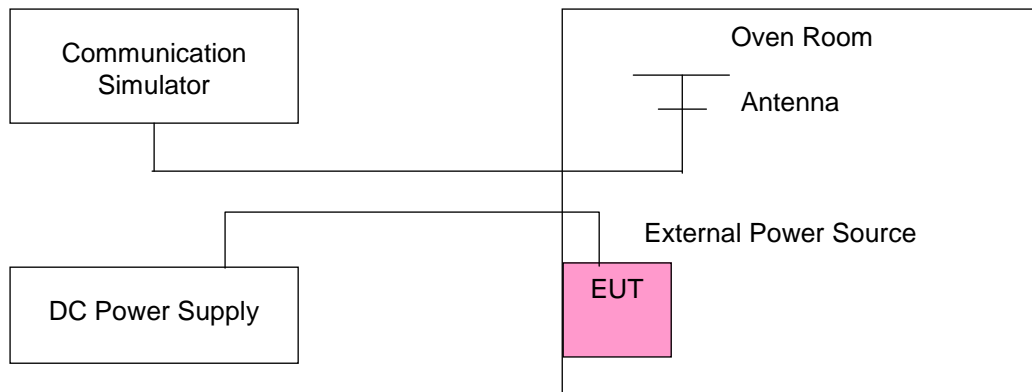 Communication
Simulator
Oven Room
Antenna
External Power Source
DC Power Supply
EUT